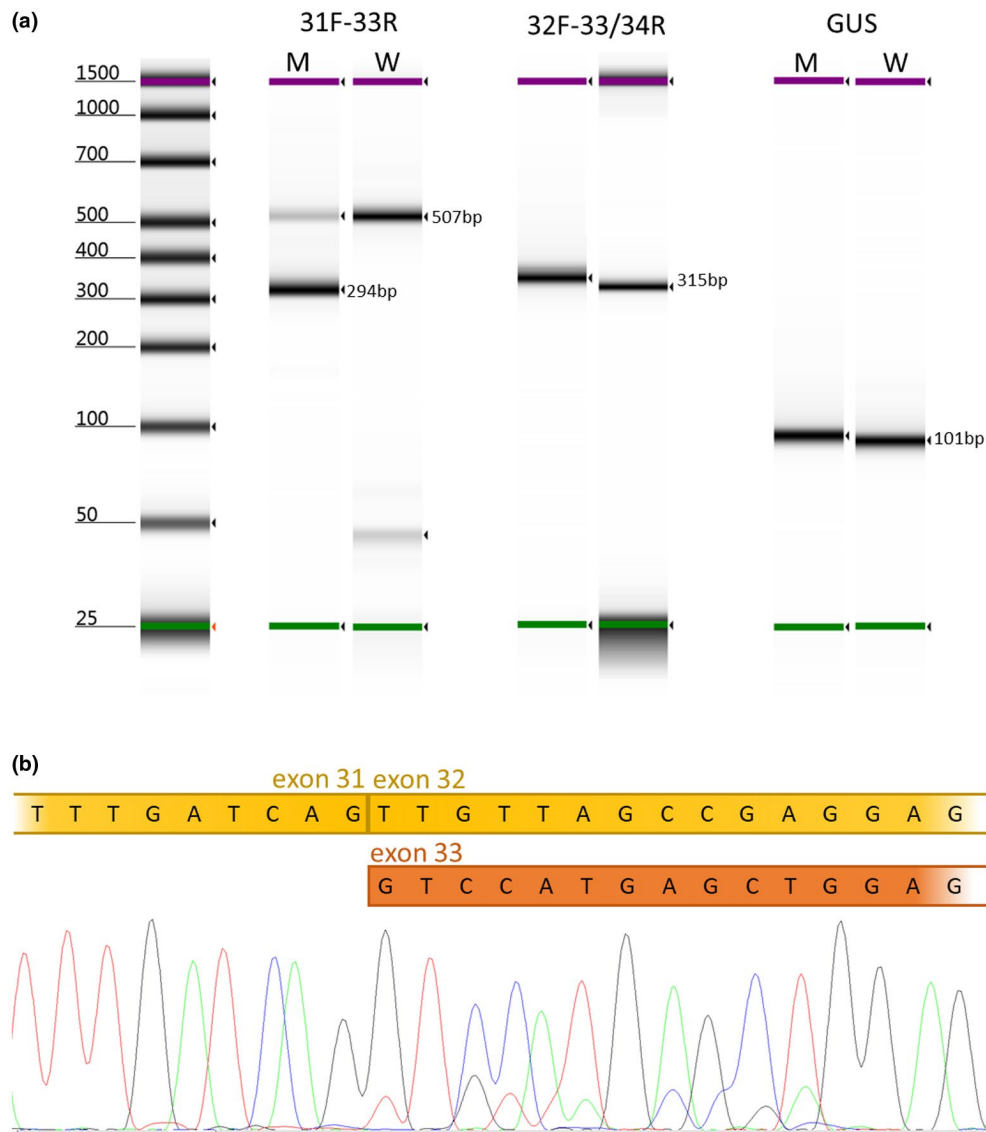 (a)
31F-33R
32F-33/34R
GUS
M W
M W
1500
1000
700
500
400
300
200
100
50
25
507bp
294bp
315bp
101bp
(b)
exon 31 exon 32
T T T G A T C A G T T G T T A G C C G A G G A G
exon 33
G T C C A T G A G C T G G A G